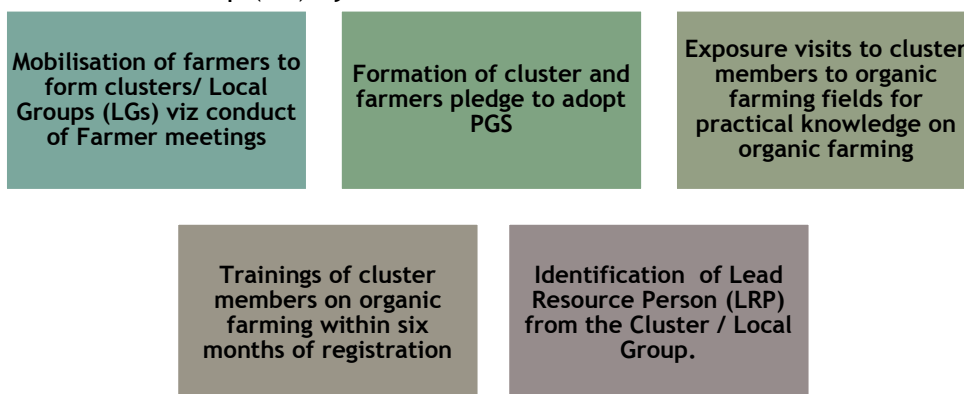 Mobilisation of farmers to
form clusters/ Local
Groups (LGs) viz conduct
of Farmer meetings
Formation of cluster and
farmers pledge to adopt
PGS
Exposure visits to cluster
members to organic
farming fields for
practical knowledge on
organic farming
Trainings of cluster
members on organic
farming within six
months of registration
Identification of Lead
Resource Person (LRP)
from the Cluster / Local
Group.